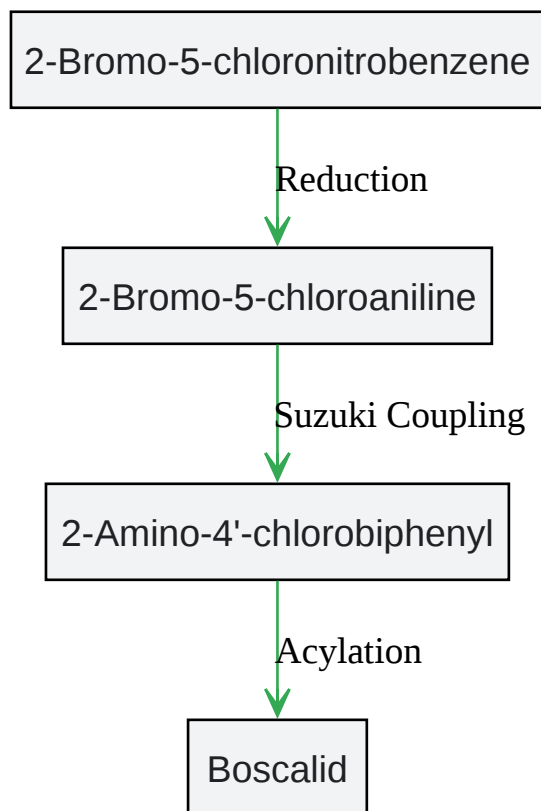 2-Bromo-5-chloronitrobenzene
Reduction
2-Bromo-5-chloroaniline
Suzuki Coupling
2-Amino-4'-chlorobiphenyl
Acylation
Boscalid